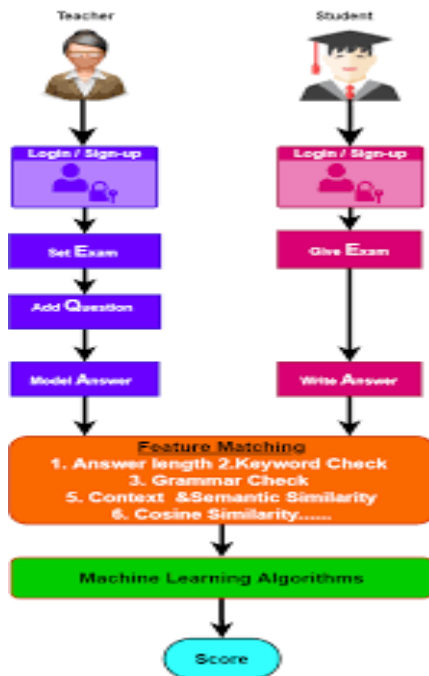 Teacher
Student
Login / Sign-up
Login / Sign-up
Set Exam
Give Exam
Add Question
Model Answer
Write Answer
Feature Matching
1. Answer length 2.Keyword Check
3. Grammar Check
5. Context &Semantic Similarity
6. Cosine Similarity......
Machine Learning Algorithms
Score